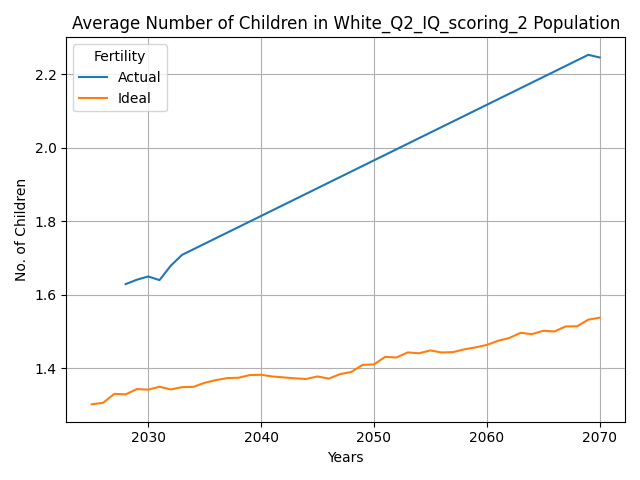 Average Number of Children in White_Q2_IQ_scoring_2 Population
Fertility
Actual
Ideal
No. of Children
2.2
2.0
1.8
1.6
1.4
2030 2040 2050 2060 2070
Years